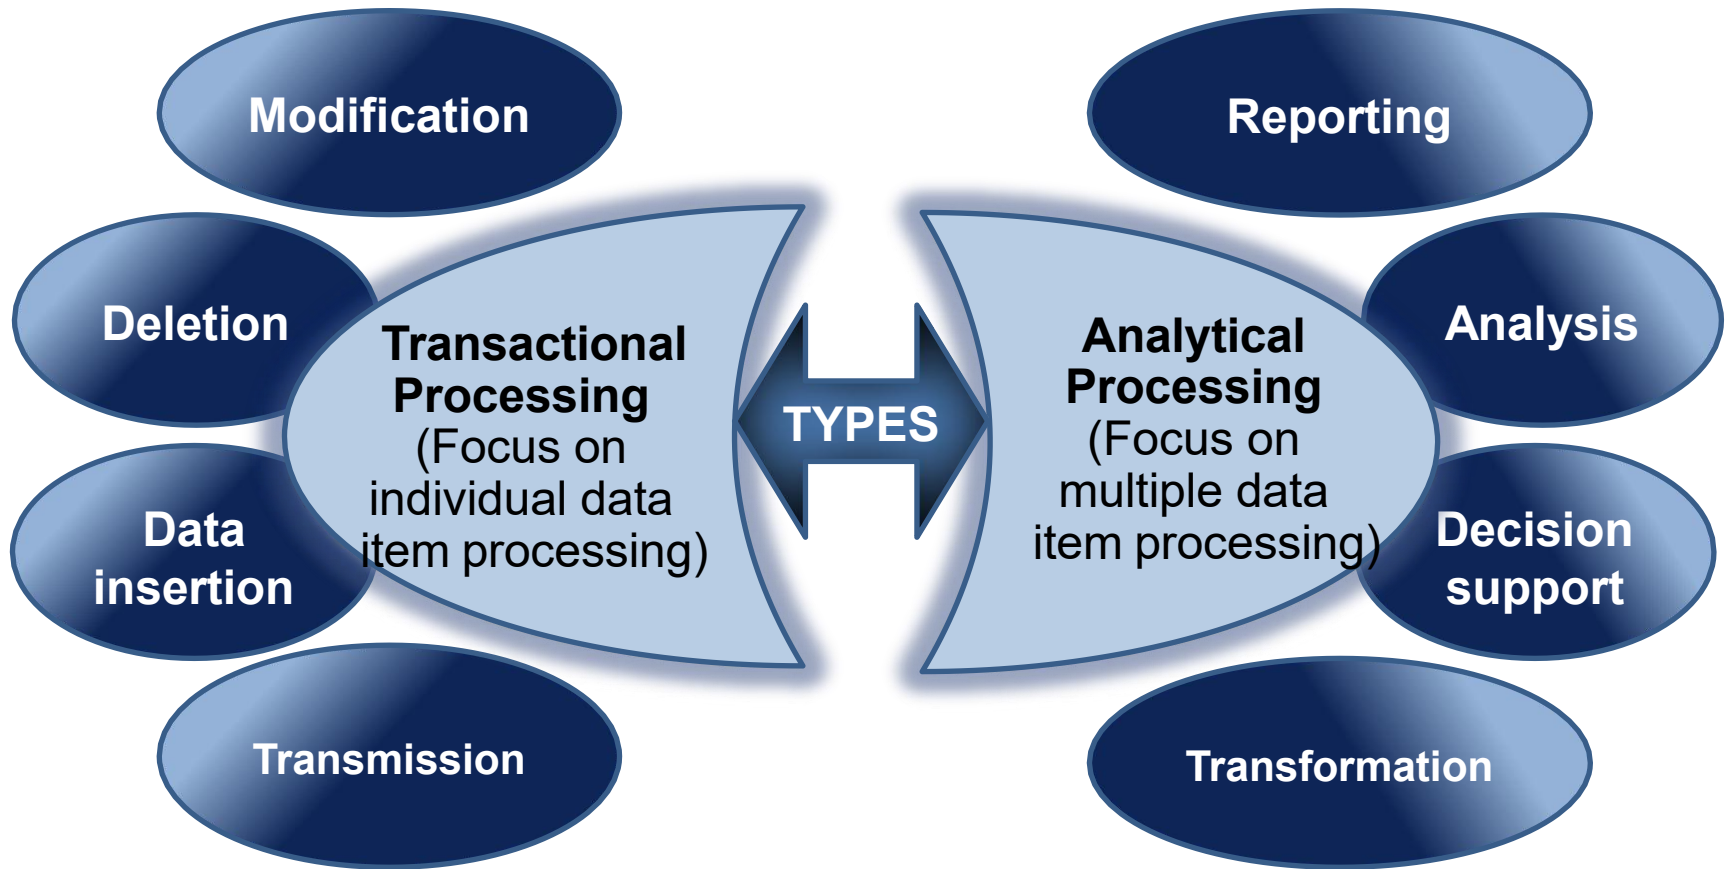 Modification
Deletion
Data
insertion
Transmission
Transactional
Processing
(Focus on
individual data
item processing)
TYPES
Analytical
Processing
(Focus on
multiple data
item processing)
Reporting
Analysis
Decision
support
Transformation